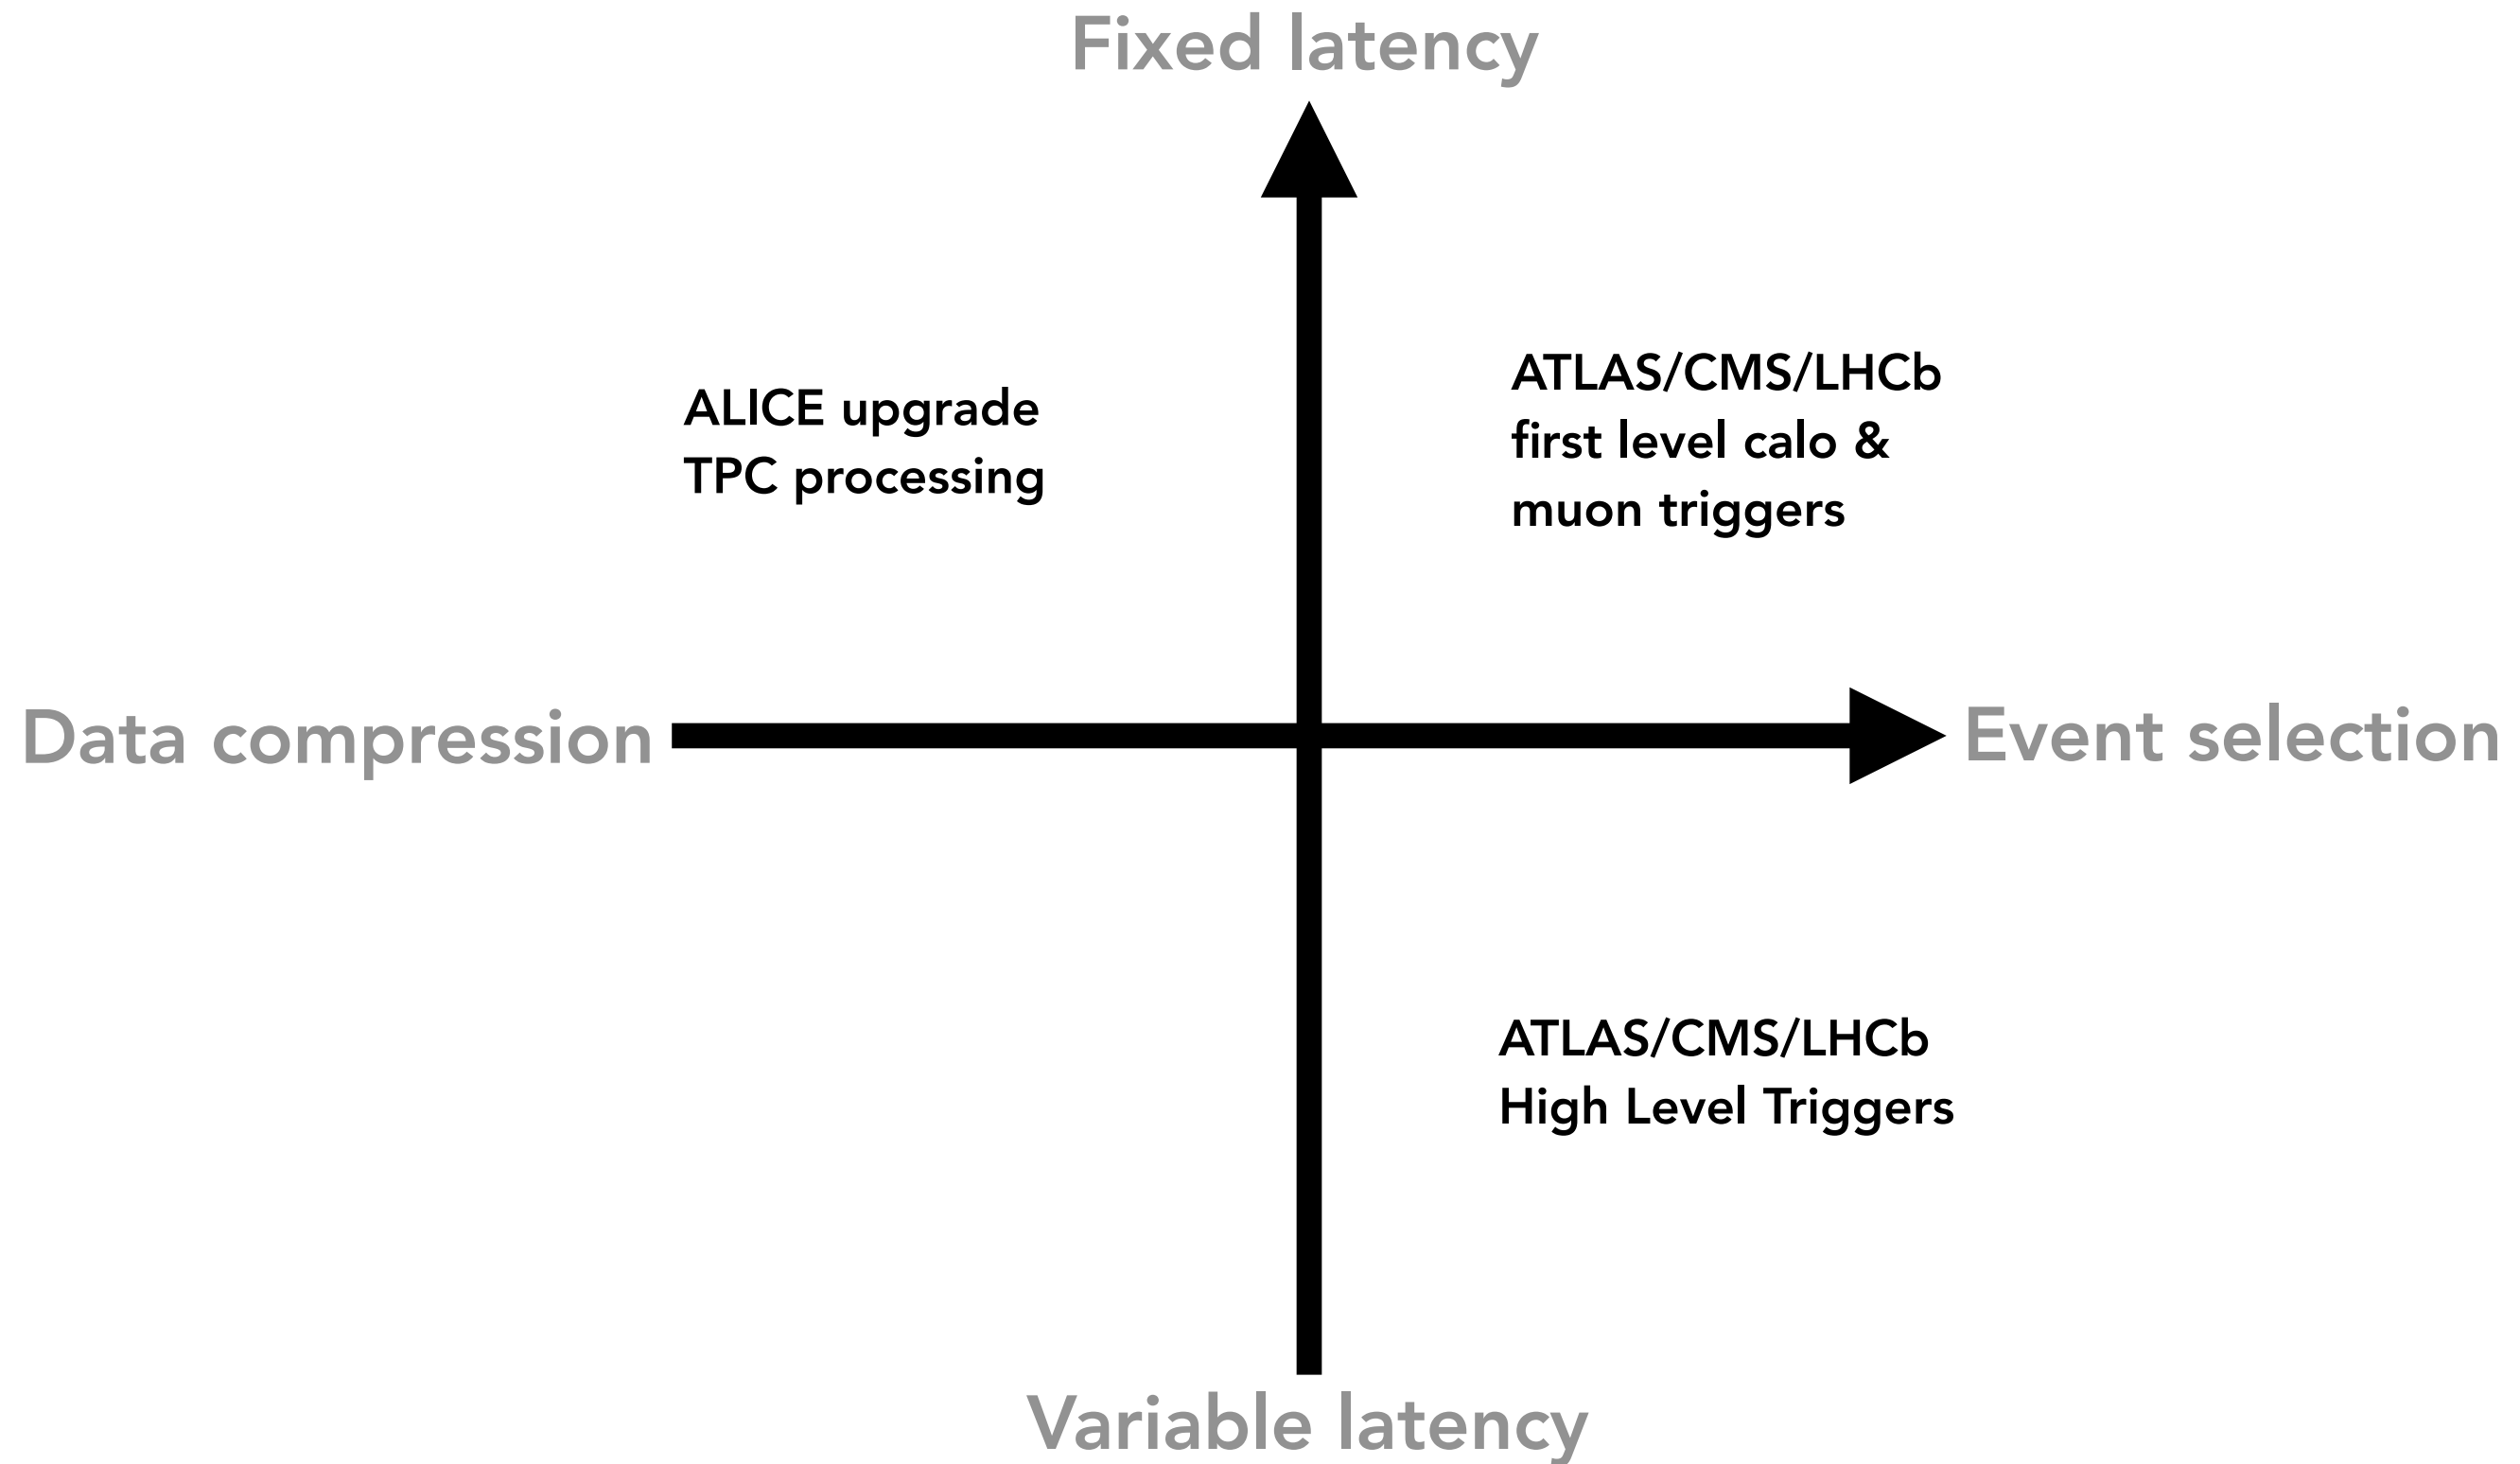 Fixed latency
ALICE upgrade
TPC processing
ATLAS/CMS/LHCb
first level calo &
muon triggers
Data compression
Event selection
ATLAS/CMS/LHCb
High Level Triggers
Variable latency